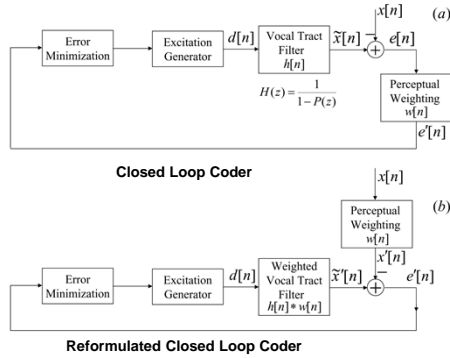 x[n]
(a)
Error
Minimization
Excitation
Generator
d[n]
Vocal Tract
Filter
h[n]
x̃[n]
−
+
e[n]
H(z) = 1 / (1 − P(z))
Perceptual
Weighting
w[n]
e′[n]
Closed Loop Coder
x[n]
(b)
Perceptual
Weighting
w[n]
x′[n]
Error
Minimization
Excitation
Generator
d[n]
Weighted
Vocal Tract
Filter
h[n] * w[n]
x̃′[n]
−
+
e′[n]
Reformulated Closed Loop Coder